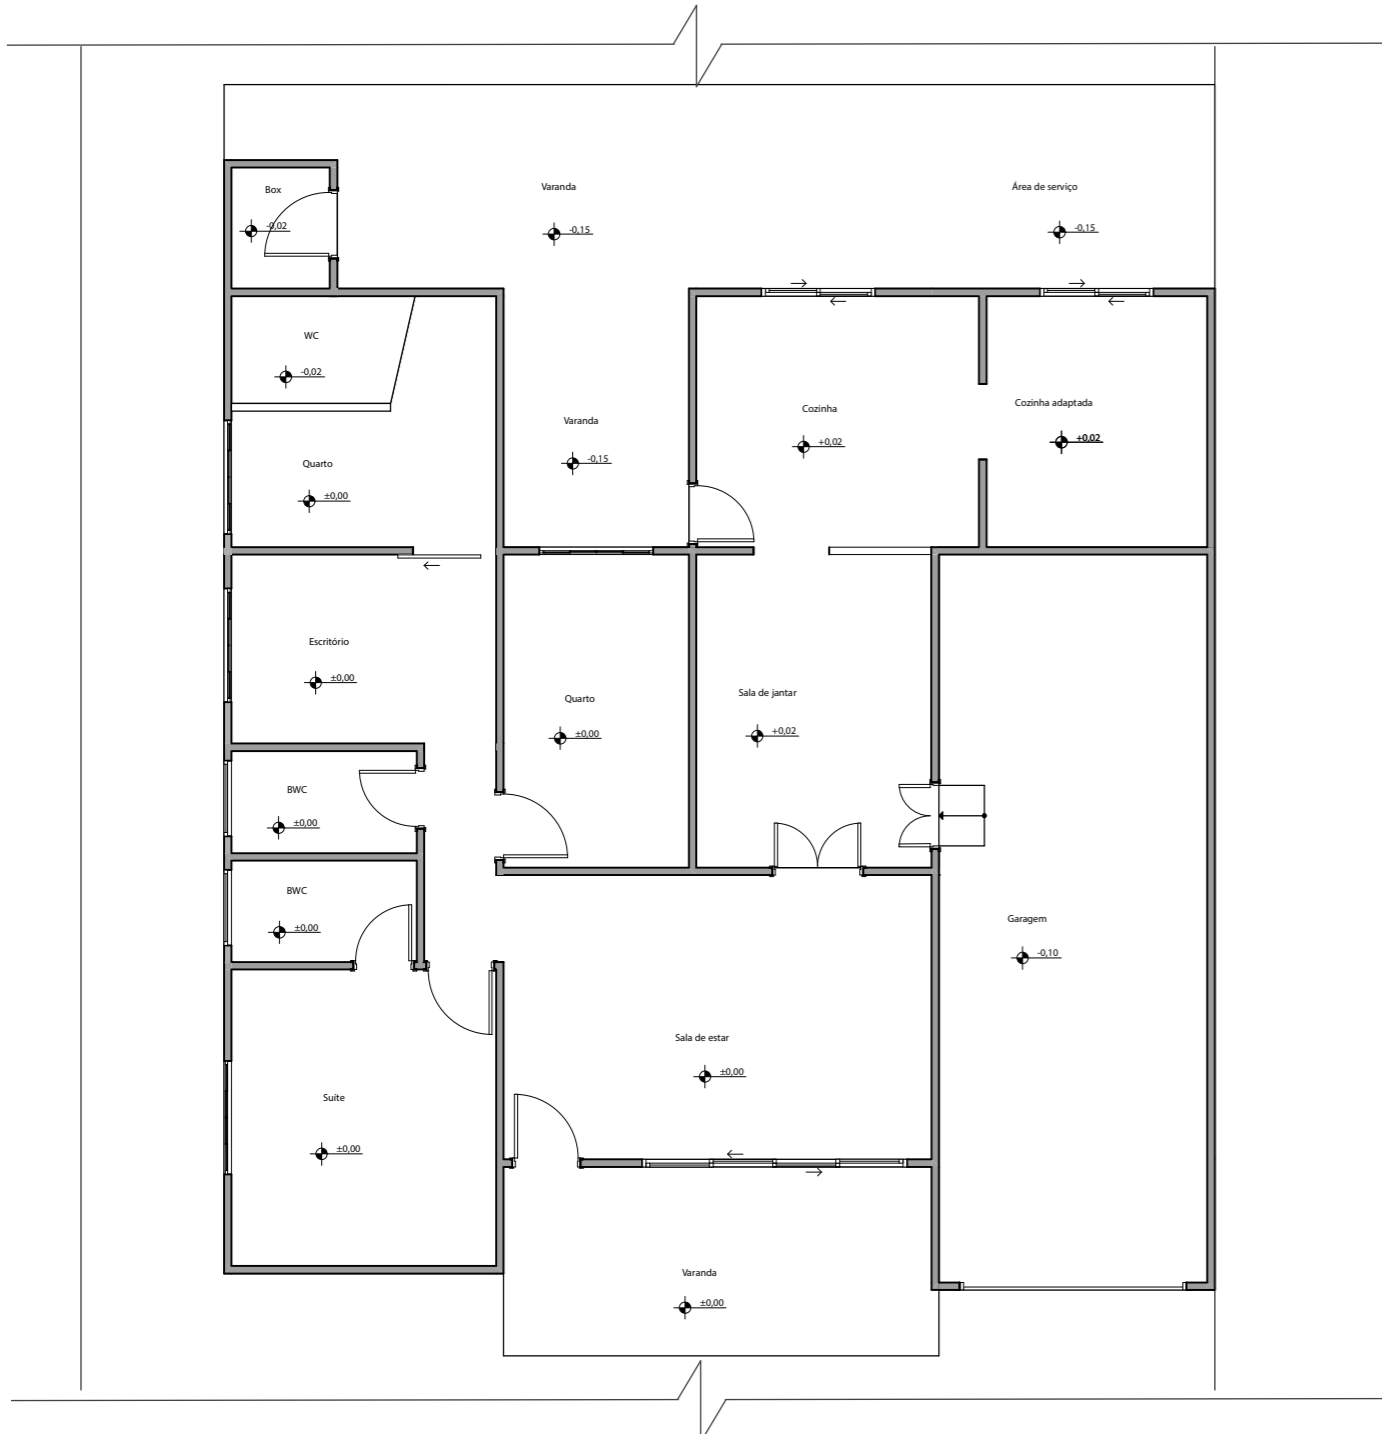 Box
-0,02
Varanda
-0,15
Área de serviço
-0,15
WC
-0,02
Varanda
-0,15
Cozinha
+0,02
Cozinha adaptada
+0,02
Quarto
±0,00
Escritório
±0,00
Quarto
±0,00
Sala de jantar
+0,02
BWC
±0,00
BWC
±0,00
Garagem
-0,10
Sala de estar
±0,00
Suíte
±0,00
Varanda
±0,00